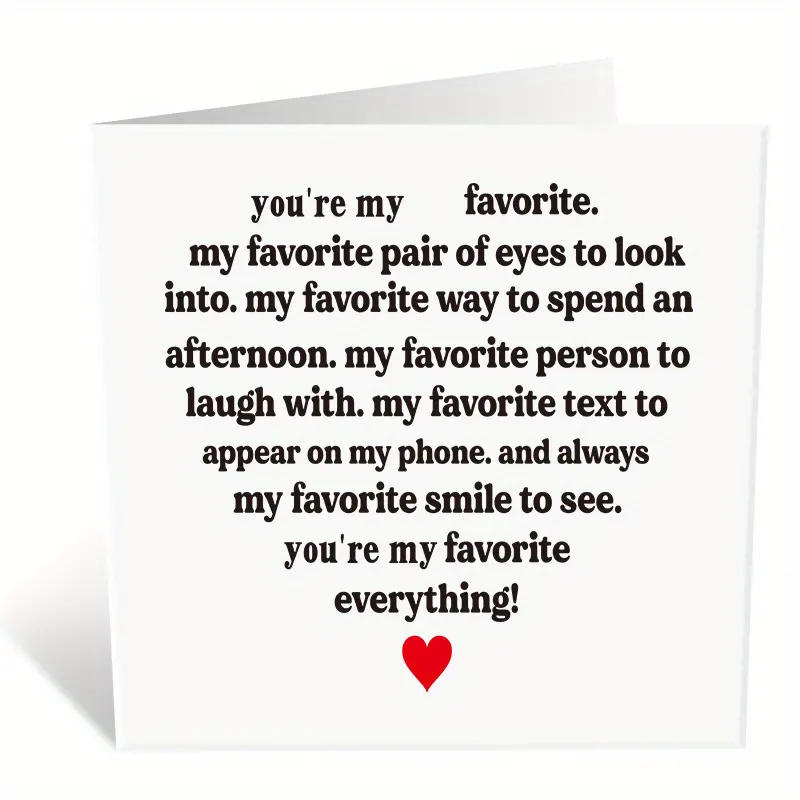 you're my favorite.
my favorite pair of eyes to look
into. my favorite way to spend an
afternoon. my favorite person to
laugh with. my favorite text to
appear on my phone. and always
my favorite smile to see.
you're my favorite
everything!